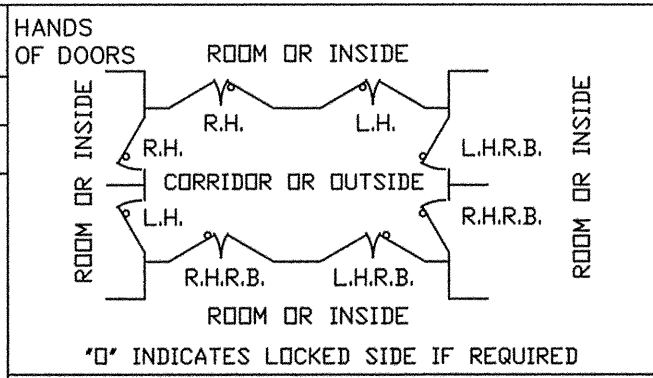 HANDS
OF DOORS
ROOM OR INSIDE
ROOM OR INSIDE
R.H.
L.H.
R.H.
L.H.R.B.
CORRIDOR OR OUTSIDE
L.H.
R.H.R.B.
R.H.R.B.
L.H.R.B.
ROOM OR INSIDE
ROOM OR INSIDE
"O" INDICATES LOCKED SIDE IF REQUIRED